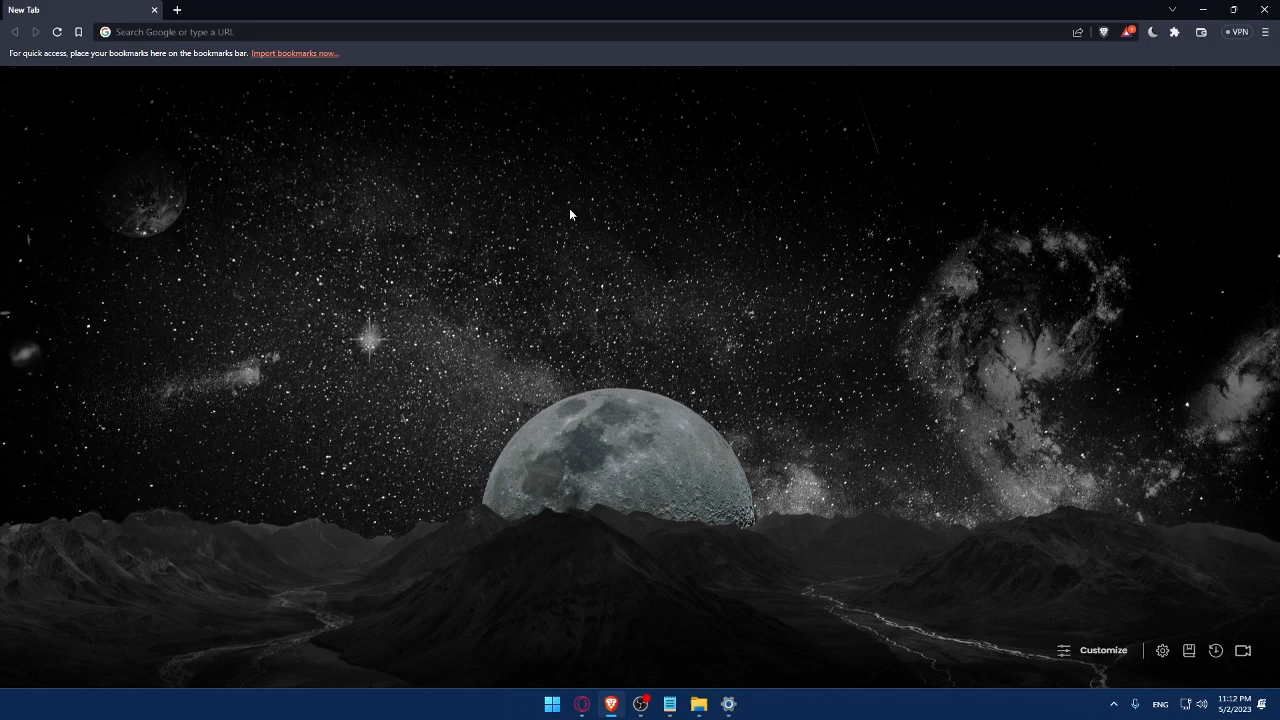 New Tab
Search Google or type a URL
1
VPN
For quick access, place your bookmarks here on the bookmarks bar. Import bookmarks now...
Customize
ENG
11:12 PM
5/2/2023